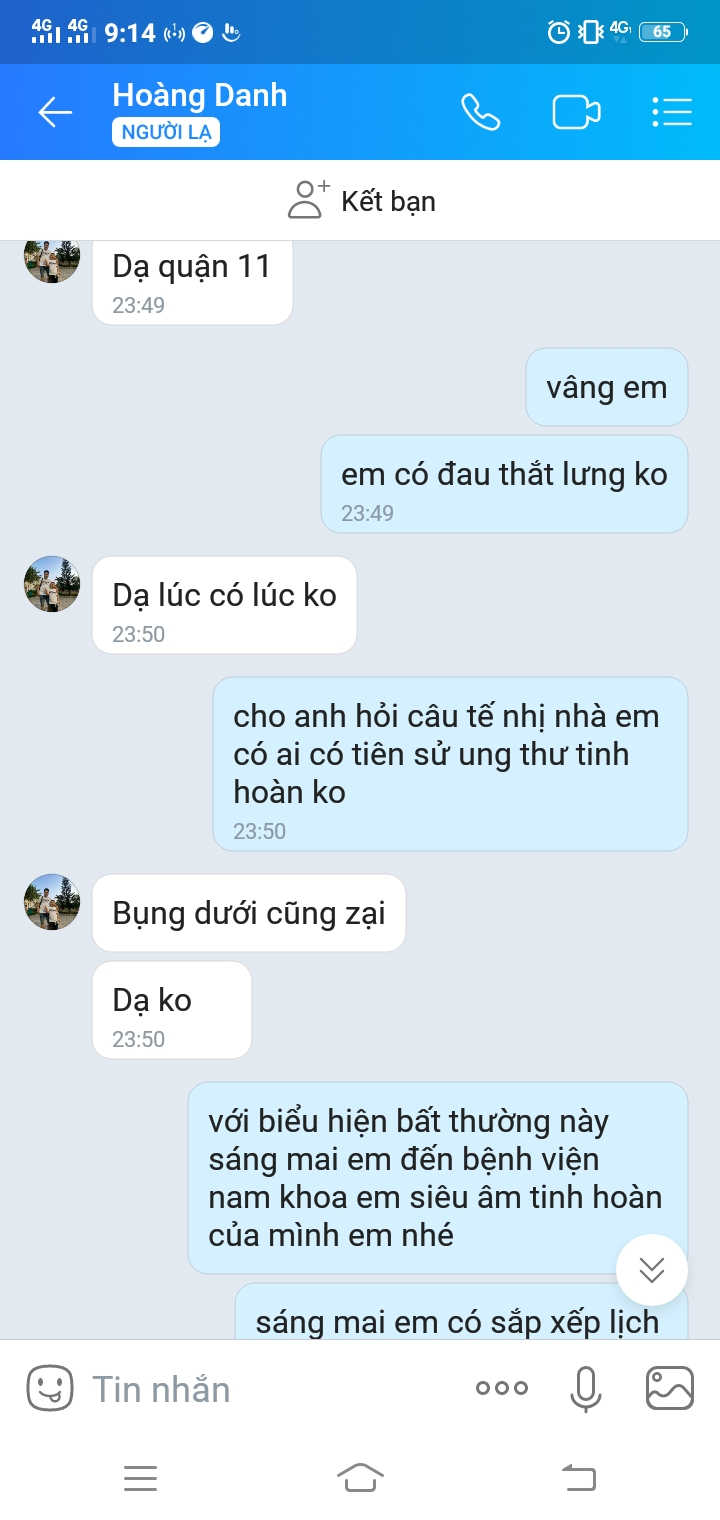 4G 4G 9:14 4G 65
Hoàng Danh
NGƯỜI LẠ
Kết bạn
Dạ quận 11
23:49
vâng em
em có đau thắt lưng ko
23:49
Dạ lúc có lúc ko
23:50
cho anh hỏi câu tế nhị nhà em
có ai có tiên sử ung thư tinh
hoàn ko
23:50
Bụng dưới cũng zại
Dạ ko
23:50
với biểu hiện bất thường này
sáng mai em đến bệnh viện
nam khoa em siêu âm tinh hoàn
của mình em nhé
sáng mai em có sắp xếp lịch
Tin nhắn